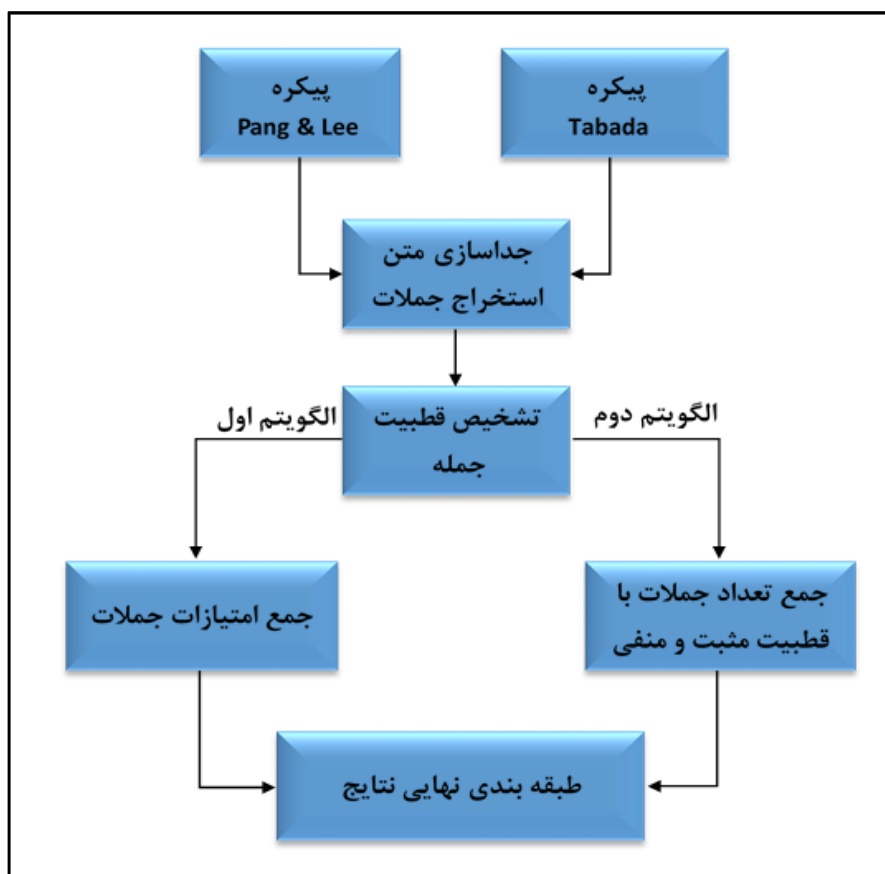 پیکره
Tabada
پیکره
Pang & Lee
جداسازی متن
استخراج جملات
تشخیص قطبیت
جمله
الگویتم دوم
الگویتم اول
جمع تعداد جملات با
قطبیت مثبت و منفی
جمع امتیازات جملات
طبقه بندی نهایی نتایج